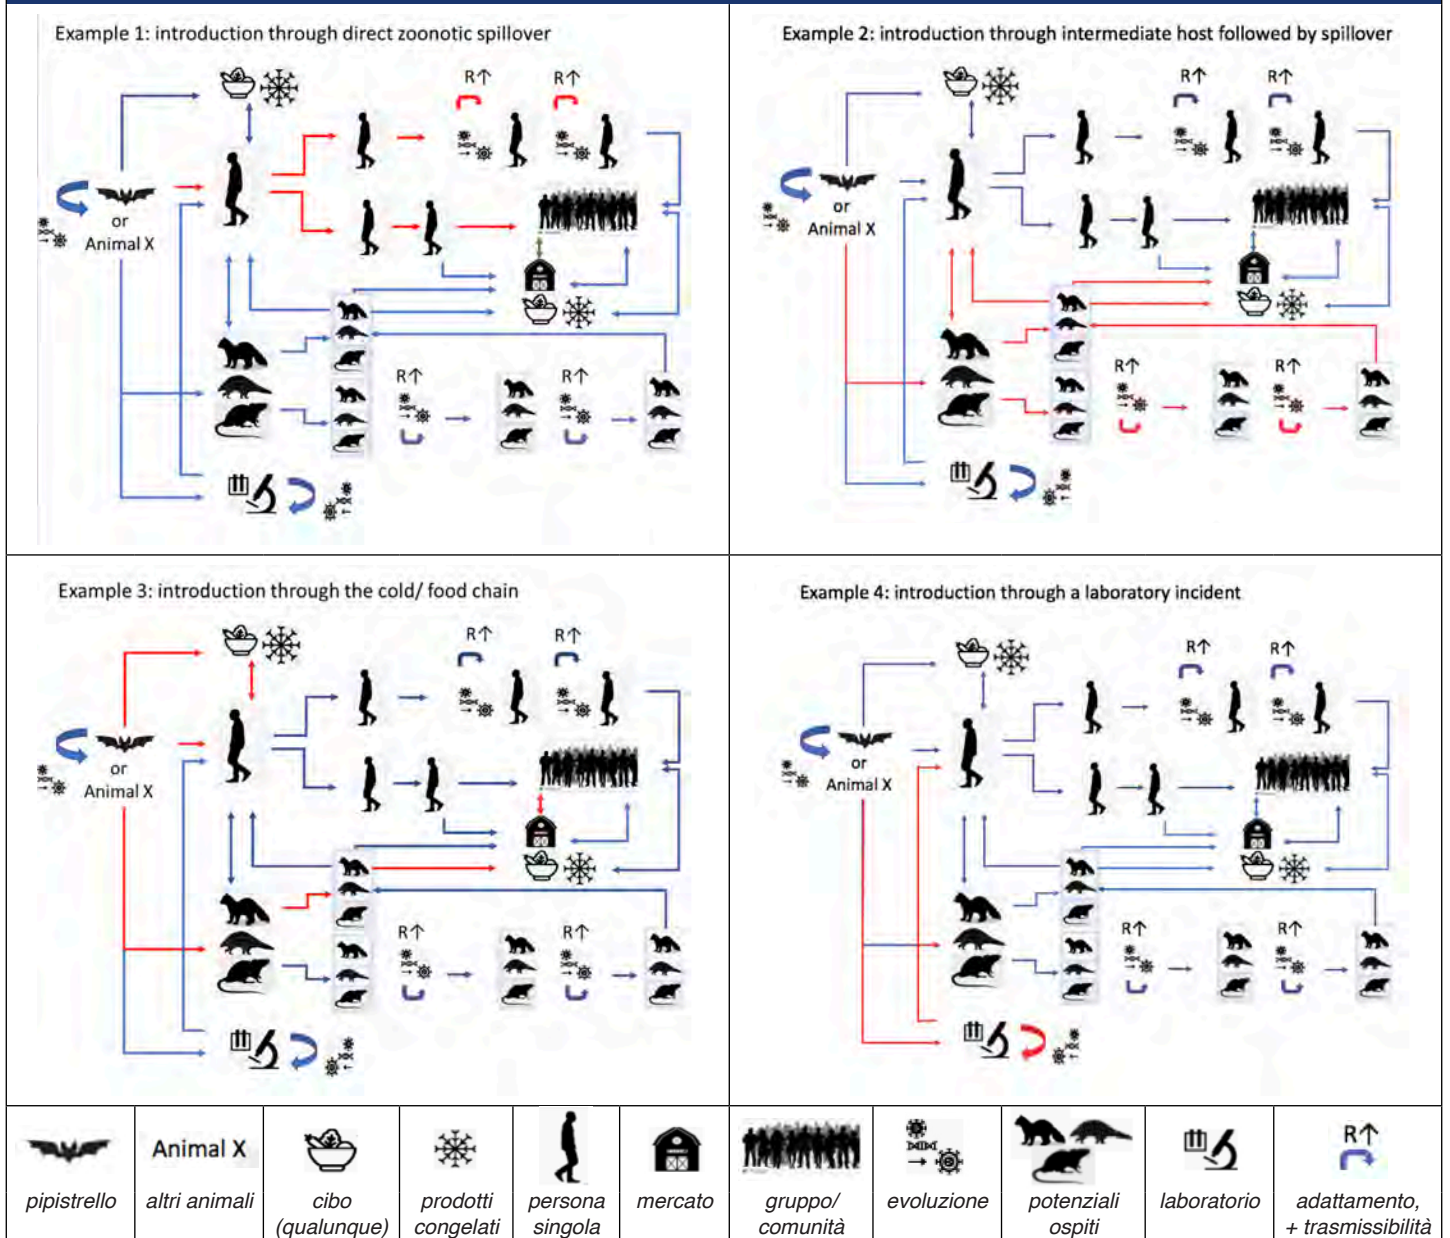 Example 1: introduction through direct zoonotic spillover
R↑
R↑
or
Animal X
R↑
R↑
Example 2: introduction through intermediate host followed by spillover
R↑
R↑
or
Animal X
R↑
R↑
Example 3: introduction through the cold/ food chain
R↑
R↑
or
Animal X
R↑
R↑
Example 4: introduction through a laboratory incident
R↑
R↑
or
Animal X
R↑
R↑
Animal X
R↑
pipistrello
altri animali
cibo
(qualunque)
prodotti
congelati
persona
singola
mercato
gruppo/
comunità
evoluzione
potenziali
ospiti
laboratorio
adattamento,
+ trasmissibilità